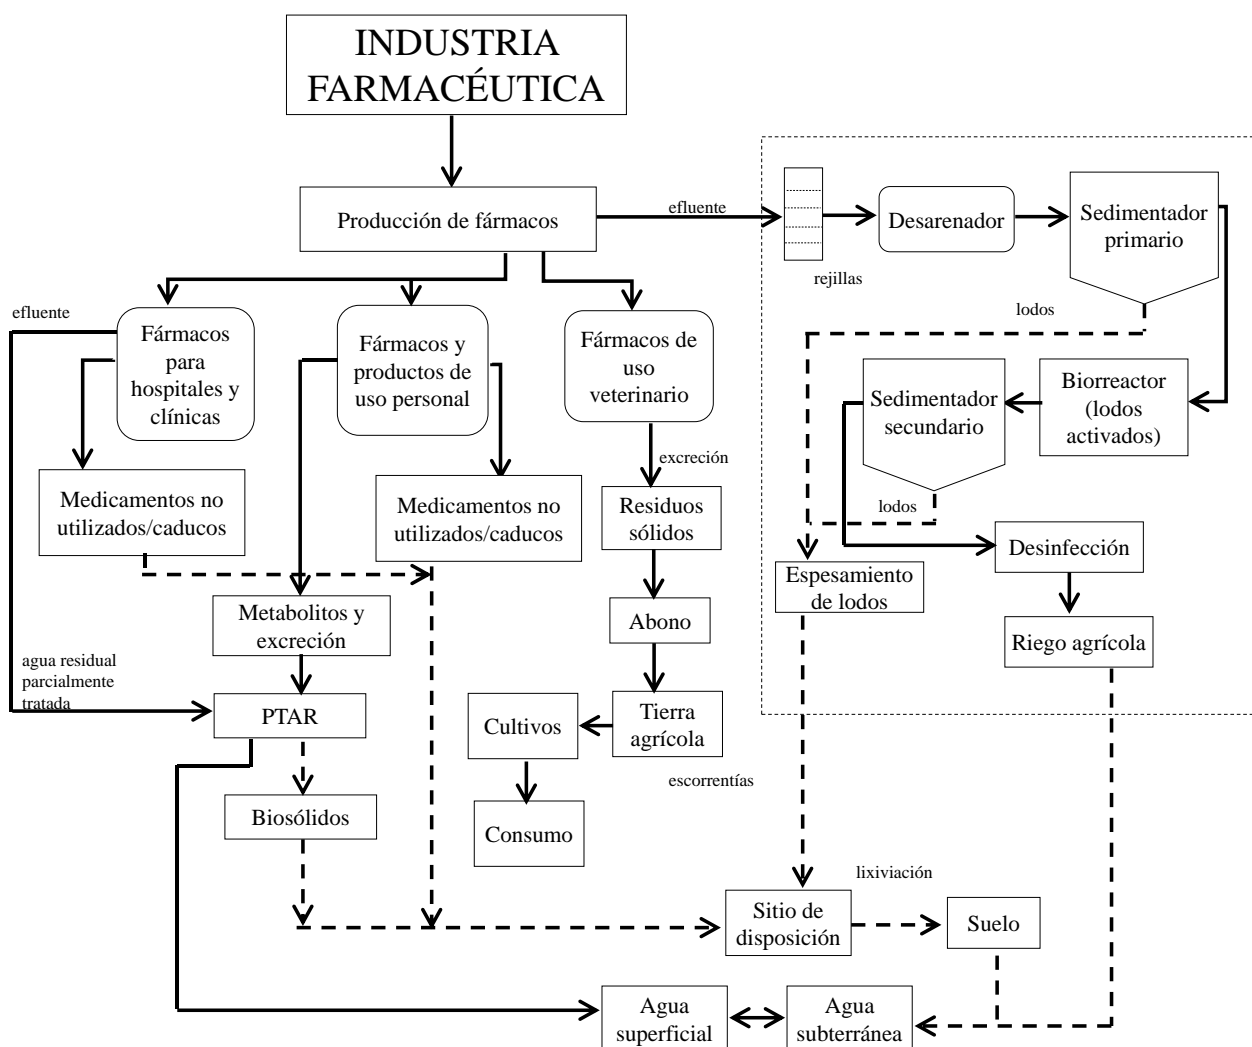 INDUSTRIA
FARMACÉUTICA
Producción de fármacos
efluente
rejillas
Desarenador
Sedimentador
primario
lodos
efluente
Fármacos
para
hospitales y
clínicas
Fármacos y
productos de
uso personal
Fármacos de
uso
veterinario
Sedimentador
secundario
Biorreactor
(lodos
activados)
excreción
Medicamentos no
utilizados/caducos
Medicamentos no
utilizados/caducos
Residuos
sólidos
lodos
Desinfección
Espesamiento
de lodos
Metabolitos y
excreción
Abono
Riego agrícola
agua residual
parcialmente
tratada
PTAR
Cultivos
Tierra
agrícola
escorrentías
Biosólidos
Consumo
lixiviación
Sitio de
disposición
Suelo
Agua
superficial
Agua
subterránea